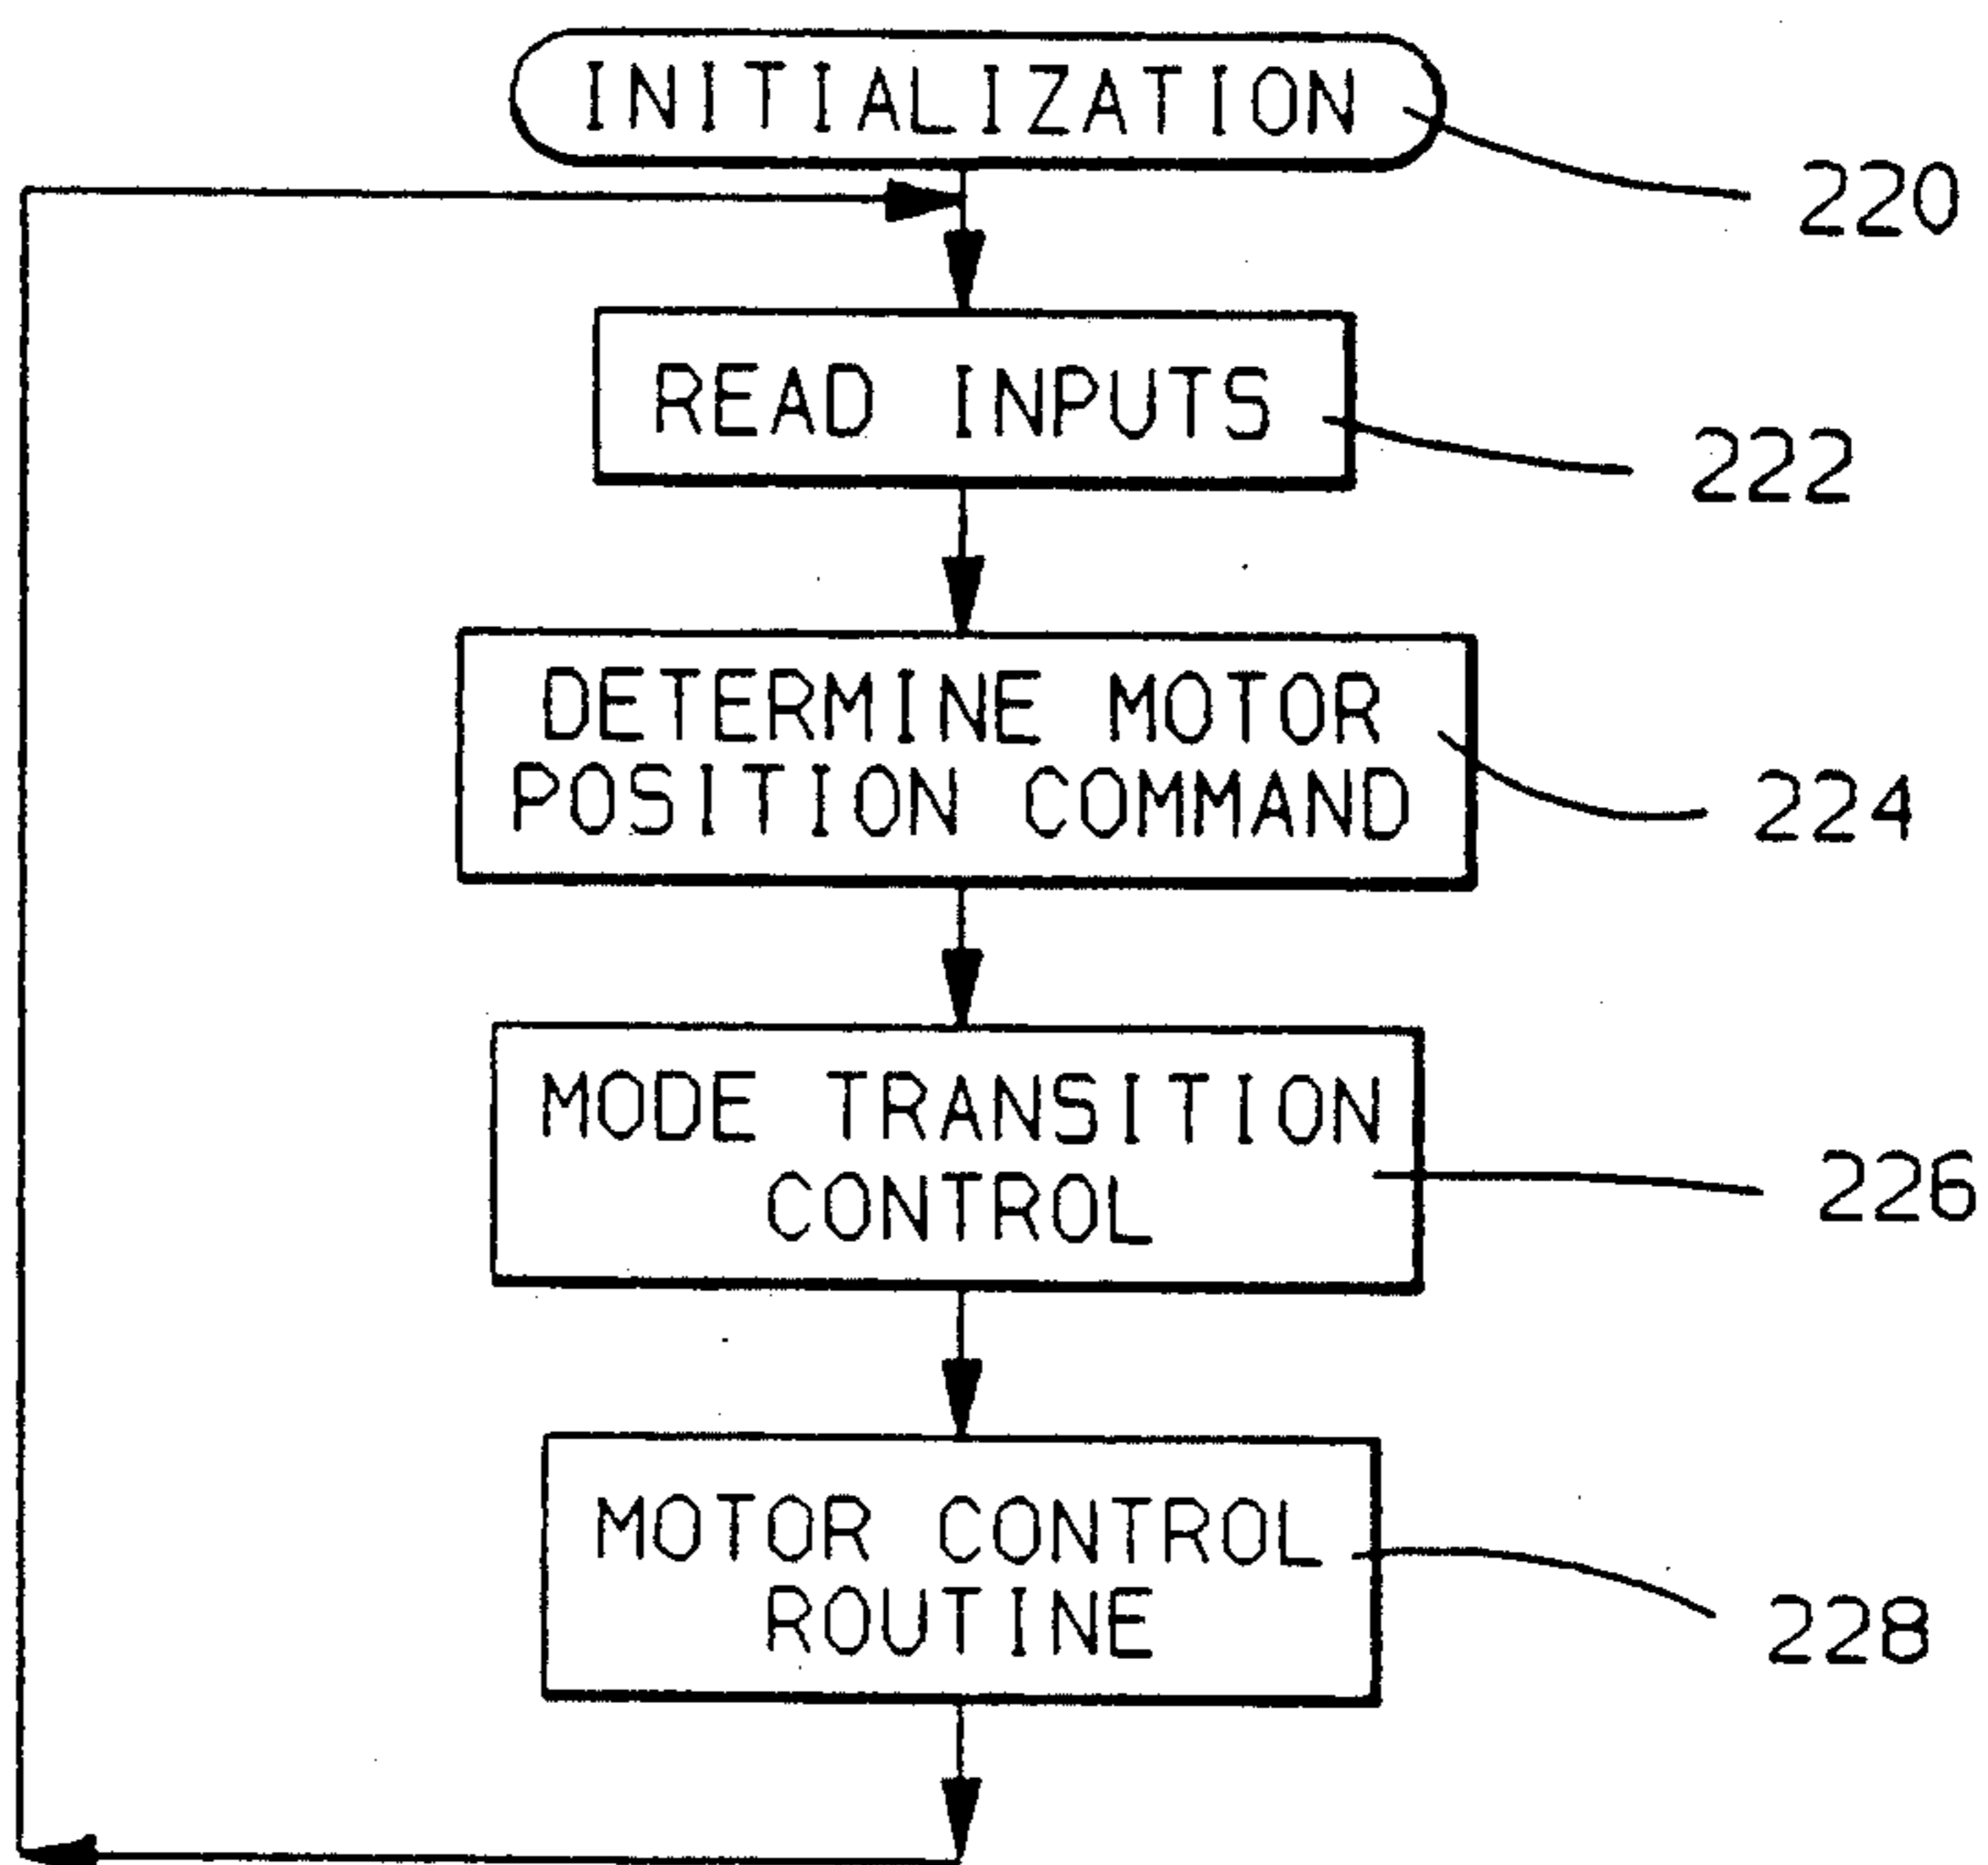 INITIALIZATION
220
READ INPUTS
222
DETERMINE MOTOR
POSITION COMMAND
224
MODE TRANSITION
CONTROL
226
MOTOR CONTROL
ROUTINE
228